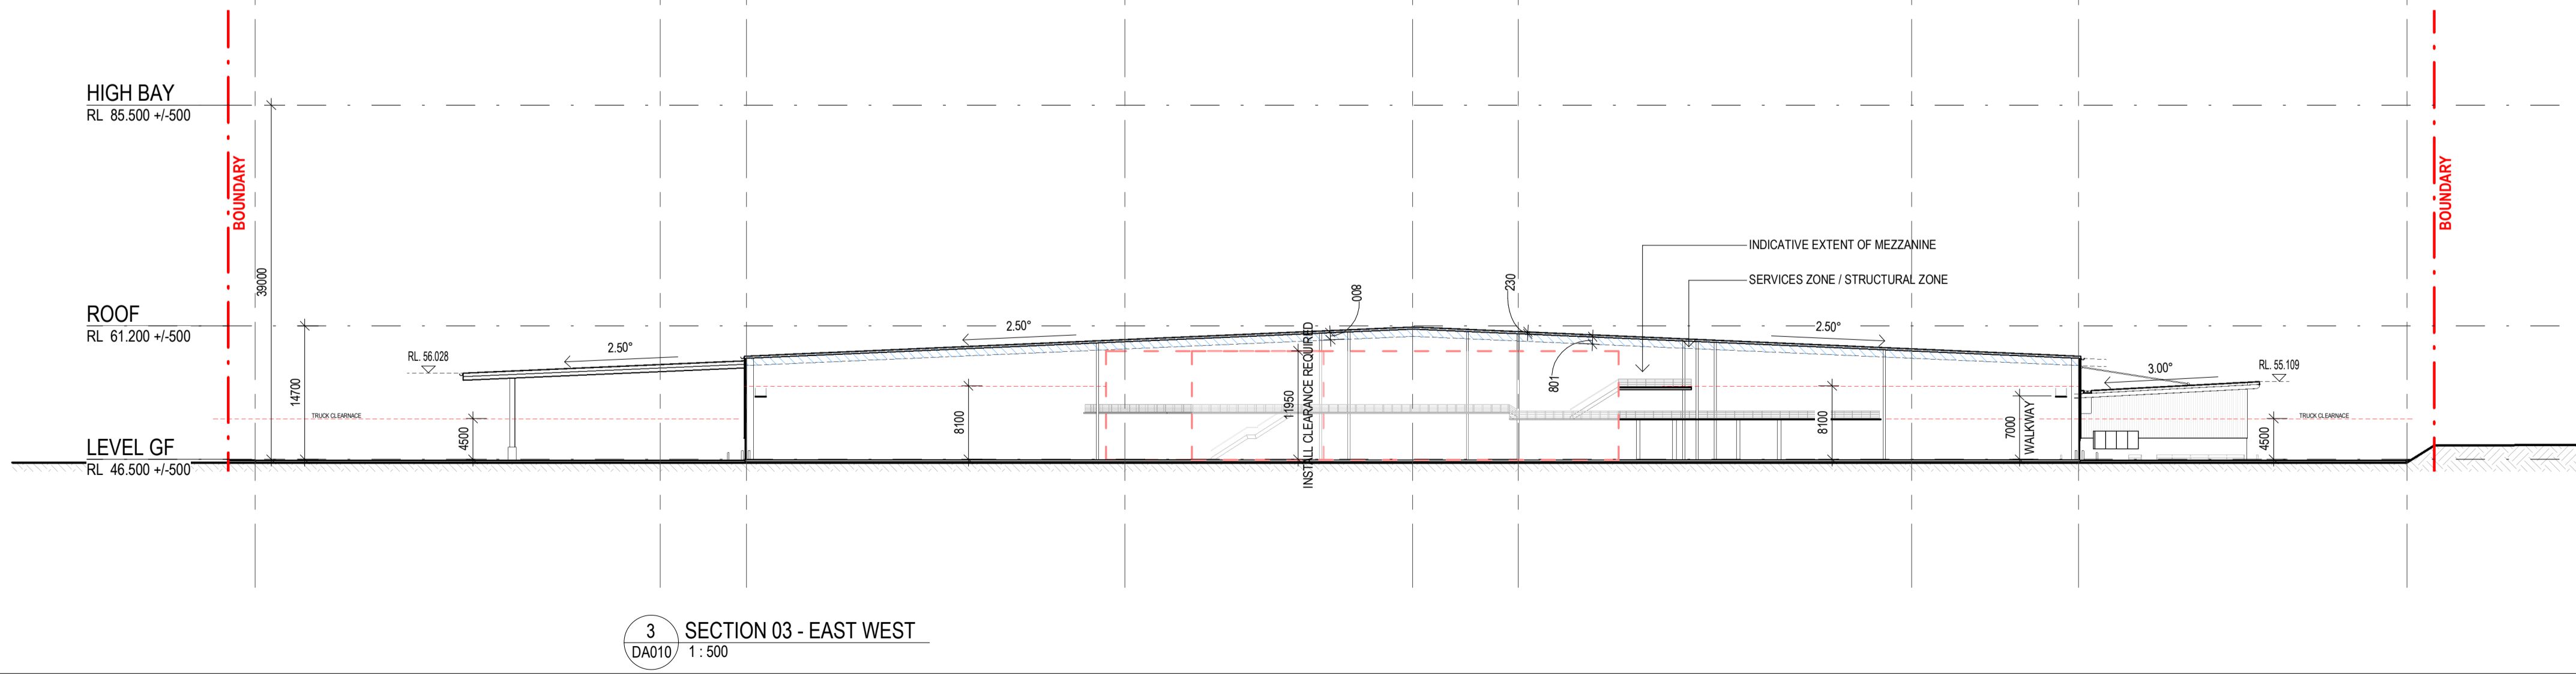 HIGH BAY
RL 85.500 +/-500
BOUNDARY
BOUNDARY
39000
INDICATIVE EXTENT OF MEZZANINE
SERVICES ZONE / STRUCTURAL ZONE
230
800
ROOF
RL 61.200 +/-500
14700
2.50°
2.50°
2.50°
3.00°
RL. 56.028
RL. 55.109
801
TRUCK CLEARNACE
TRUCK CLEARNACE
4500
8100
11950
INSTALL CLEARANCE REQUIRED
8100
7000
WALKWAY
4500
LEVEL GF
RL 46.500 +/-500
3
DA010
SECTION 03 - EAST WEST
1 : 500